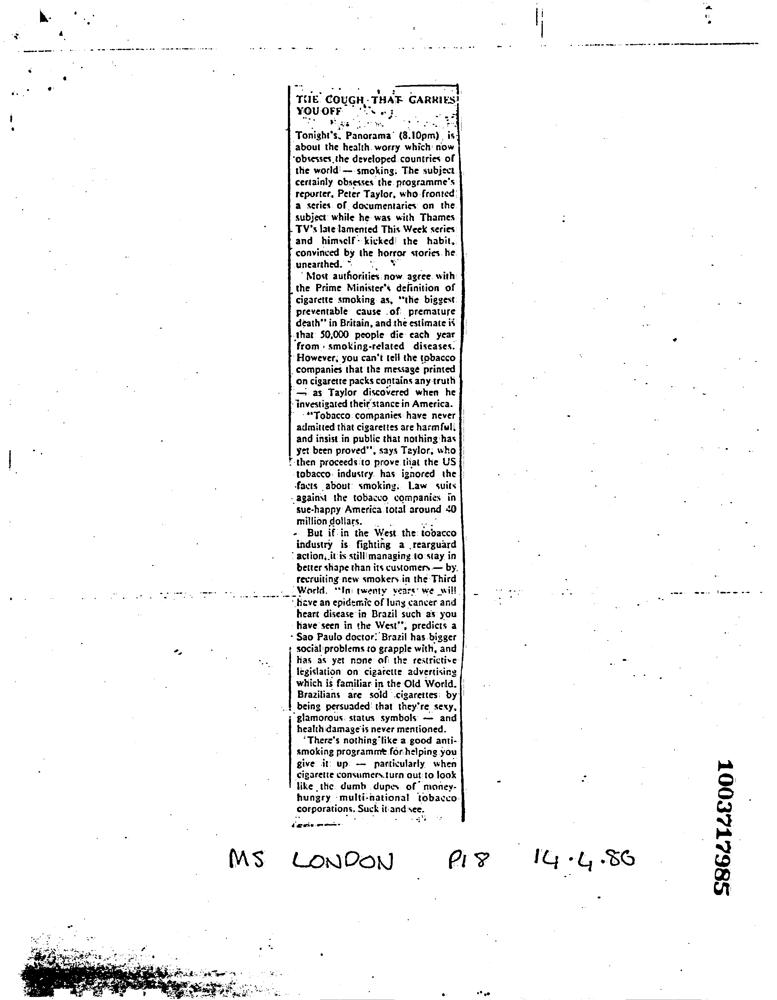 THE COUGH THAT CARRIES
YOU OFF
Tonight's Panorama (8.10pm) is
about the health worry which now
obsesses the developed countries of
the world — smoking. The subject
certainly obsesses the programme's
reporter, Peter Taylor, who fronted
a series of documentaries on the
subject while he was with Thames
TV's late lamented This Week series
and himself kicked the habit,
convinced by the horror stories he
unearthed.
Most authorities now agree with
the Prime Minister's definition of
cigarette smoking as, "the biggest
preventable cause of premature
death" in Britain, and the estimate is
that 50,000 people die each year
from smoking-related diseases.
However, you can't tell the tobacco
companies that the message printed
on cigarette packs contains any truth
— as Taylor discovered when he
investigated their stance in America.
"Tobacco companies have never
admitted that cigarettes are harmful,
and insist in public that nothing has
yet been proved", says Taylor, who
then proceeds to prove that the US
tobacco industry has ignored the
facts about smoking. Law suits
against the tobacco companies in
sue-happy America total around 40
million dollars.
But if in the West the tobacco
industry is fighting a rearguard
action, it is still managing to stay in
better shape than its customers — by
recruiting new smokers in the Third
World. "In twenty years we will
have an epidemic of lung cancer and
heart disease in Brazil such as you
have seen in the West", predicts a
Sao Paulo doctor. Brazil has bigger
social problems to grapple with, and
has as yet none of the restrictive
legislation on cigarette advertising
which is familiar in the Old World.
Brazilians are sold cigarettes by
being persuaded that they're sexy,
glamorous status symbols — and
health damage is never mentioned.
There's nothing like a good anti-
smoking programme for helping you
give it up — particularly when
cigarette consumers turn out to look
like the dumb dupes of money-
hungry multi-national tobacco
corporations. Suck it and see.
MS LONDON P18 14.4.86
1003717985